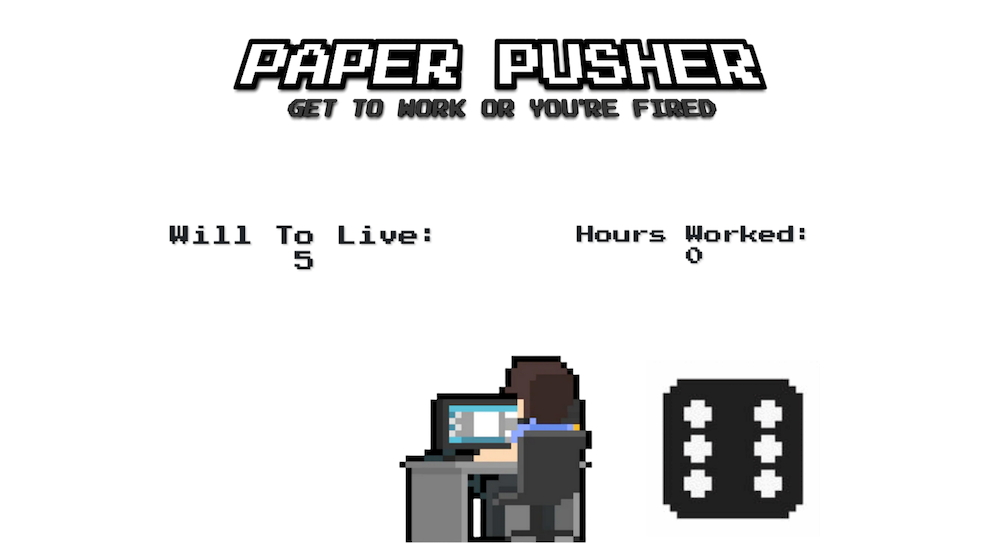 PAPER PUSHER
GET TO WORK OR YOU'RE FIRED
Will To Live:
5
Hours Worked:
0